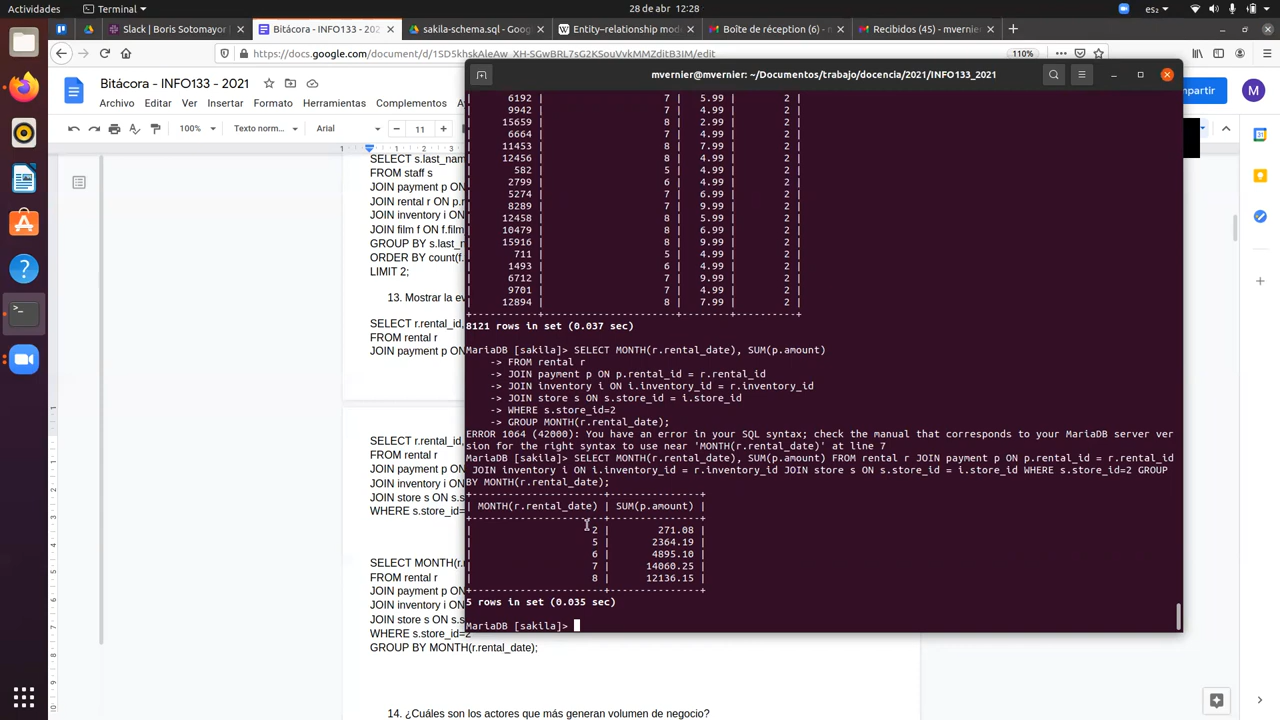 Actividades
Terminal
28 de abr 12:28
es2
Slack | Boris Sotomayor
Bitácora - INFO133 - 202
sakila-schema.sql - Goog
Entity–relationship mod
Boîte de réception (6) - m
Recibidos (45) - mvernier
https://docs.google.com/document/d/1SD5khskAleAw_XH-SGwBRL7sG2KSouVvkMMZditM3B8/edit
110%
Bitácora - INFO133 - 2021
Archivo Editar Ver Insertar Formato Herramientas Complementos
100% Texto norm... Arial 11
SELECT s.last_nam
FROM staff s
JOIN payment p ON
JOIN rental r ON p.r
JOIN inventory i ON
JOIN film f ON f.film
GROUP BY s.last_n
ORDER BY count(f.
LIMIT 2;
13. Mostrar la ev
SELECT r.rental_id,
FROM rental r
JOIN payment p ON
SELECT r.rental_id,
FROM rental r
JOIN payment p ON
JOIN inventory i ON
JOIN store s ON s.s
WHERE s.store_id=
SELECT MONTH(r.r
FROM rental r
JOIN payment p ON
JOIN inventory i ON
JOIN store s ON s.s
WHERE s.store_id=2
GROUP BY MONTH(r.rental_date);
14. ¿Cuáles son los actores que más generan volumen de negocio?
mvernier@mvernier: ~/Documentos/trabajo/docencia/2021/INFO133_2021
| 6192 | 7 | 5.99 | 2 |
| 9942 | 7 | 4.99 | 2 |
| 15659 | 8 | 2.99 | 2 |
| 6664 | 7 | 4.99 | 2 |
| 11453 | 8 | 7.99 | 2 |
| 12456 | 8 | 4.99 | 2 |
| 582 | 5 | 4.99 | 2 |
| 2799 | 6 | 4.99 | 2 |
| 5274 | 7 | 6.99 | 2 |
| 8289 | 7 | 9.99 | 2 |
| 12458 | 8 | 5.99 | 2 |
| 10479 | 8 | 6.99 | 2 |
| 15916 | 8 | 9.99 | 2 |
| 711 | 5 | 4.99 | 2 |
| 1493 | 6 | 4.99 | 2 |
| 6712 | 7 | 9.99 | 2 |
| 9701 | 7 | 4.99 | 2 |
| 12894 | 8 | 7.99 | 2 |
8121 rows in set (0.037 sec)
MariaDB [sakila]> SELECT MONTH(r.rental_date), SUM(p.amount)
-> FROM rental r
-> JOIN payment p ON p.rental_id = r.rental_id
-> JOIN inventory i ON i.inventory_id = r.inventory_id
-> JOIN store s ON s.store_id = i.store_id
-> WHERE s.store_id=2
-> GROUP MONTH(r.rental_date);
ERROR 1064 (42000): You have an error in your SQL syntax; check the manual that corresponds to your MariaDB server ver
sion for the right syntax to use near 'MONTH(r.rental_date)' at line 7
MariaDB [sakila]> SELECT MONTH(r.rental_date), SUM(p.amount) FROM rental r JOIN payment p ON p.rental_id = r.rental_id
JOIN inventory i ON i.inventory_id = r.inventory_id JOIN store s ON s.store_id = i.store_id WHERE s.store_id=2 GROUP
BY MONTH(r.rental_date);
| MONTH(r.rental_date) | SUM(p.amount) |
| 2 | 271.08 |
| 5 | 2364.19 |
| 6 | 4895.10 |
| 7 | 14060.25 |
| 8 | 12136.15 |
5 rows in set (0.035 sec)
MariaDB [sakila]>
ompartir
M